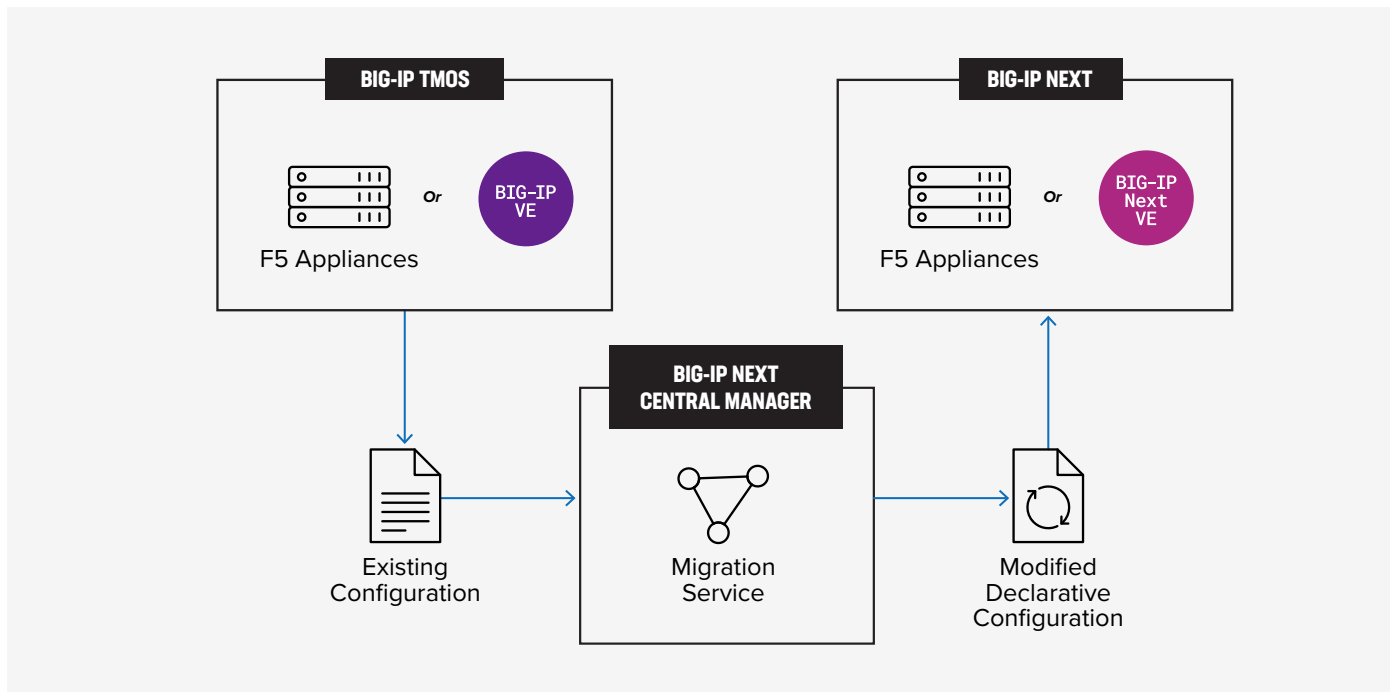 BIG-IP TMOS
Or
BIG-IP
VE
F5 Appliances
BIG-IP NEXT
Or
BIG-IP
Next
VE
F5 Appliances
BIG-IP NEXT
CENTRAL MANAGER
Existing
Configuration
Migration
Service
Modified
Declarative
Configuration